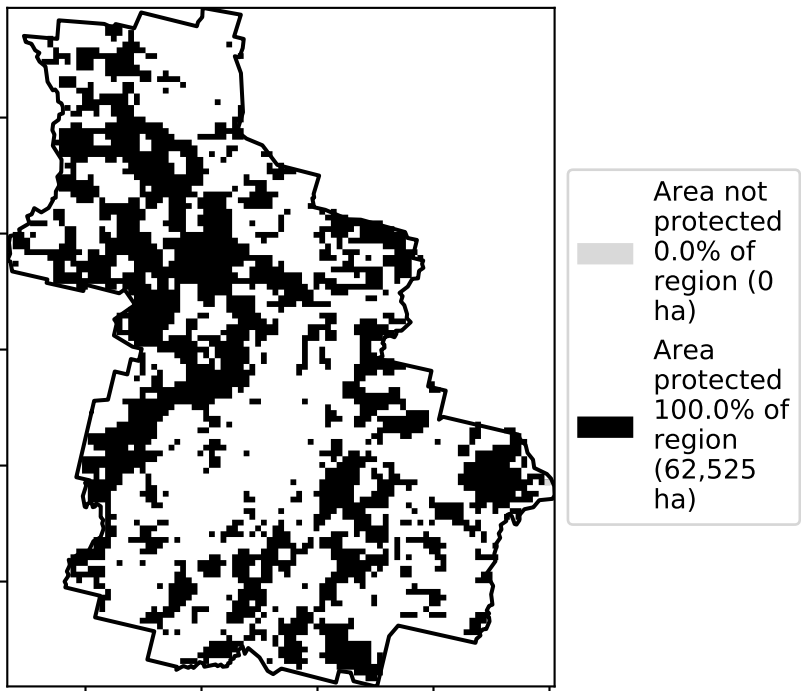 Area not
protected
0.0% of
region (0
ha)
Area
protected
100.0% of
region
(62,525
ha)